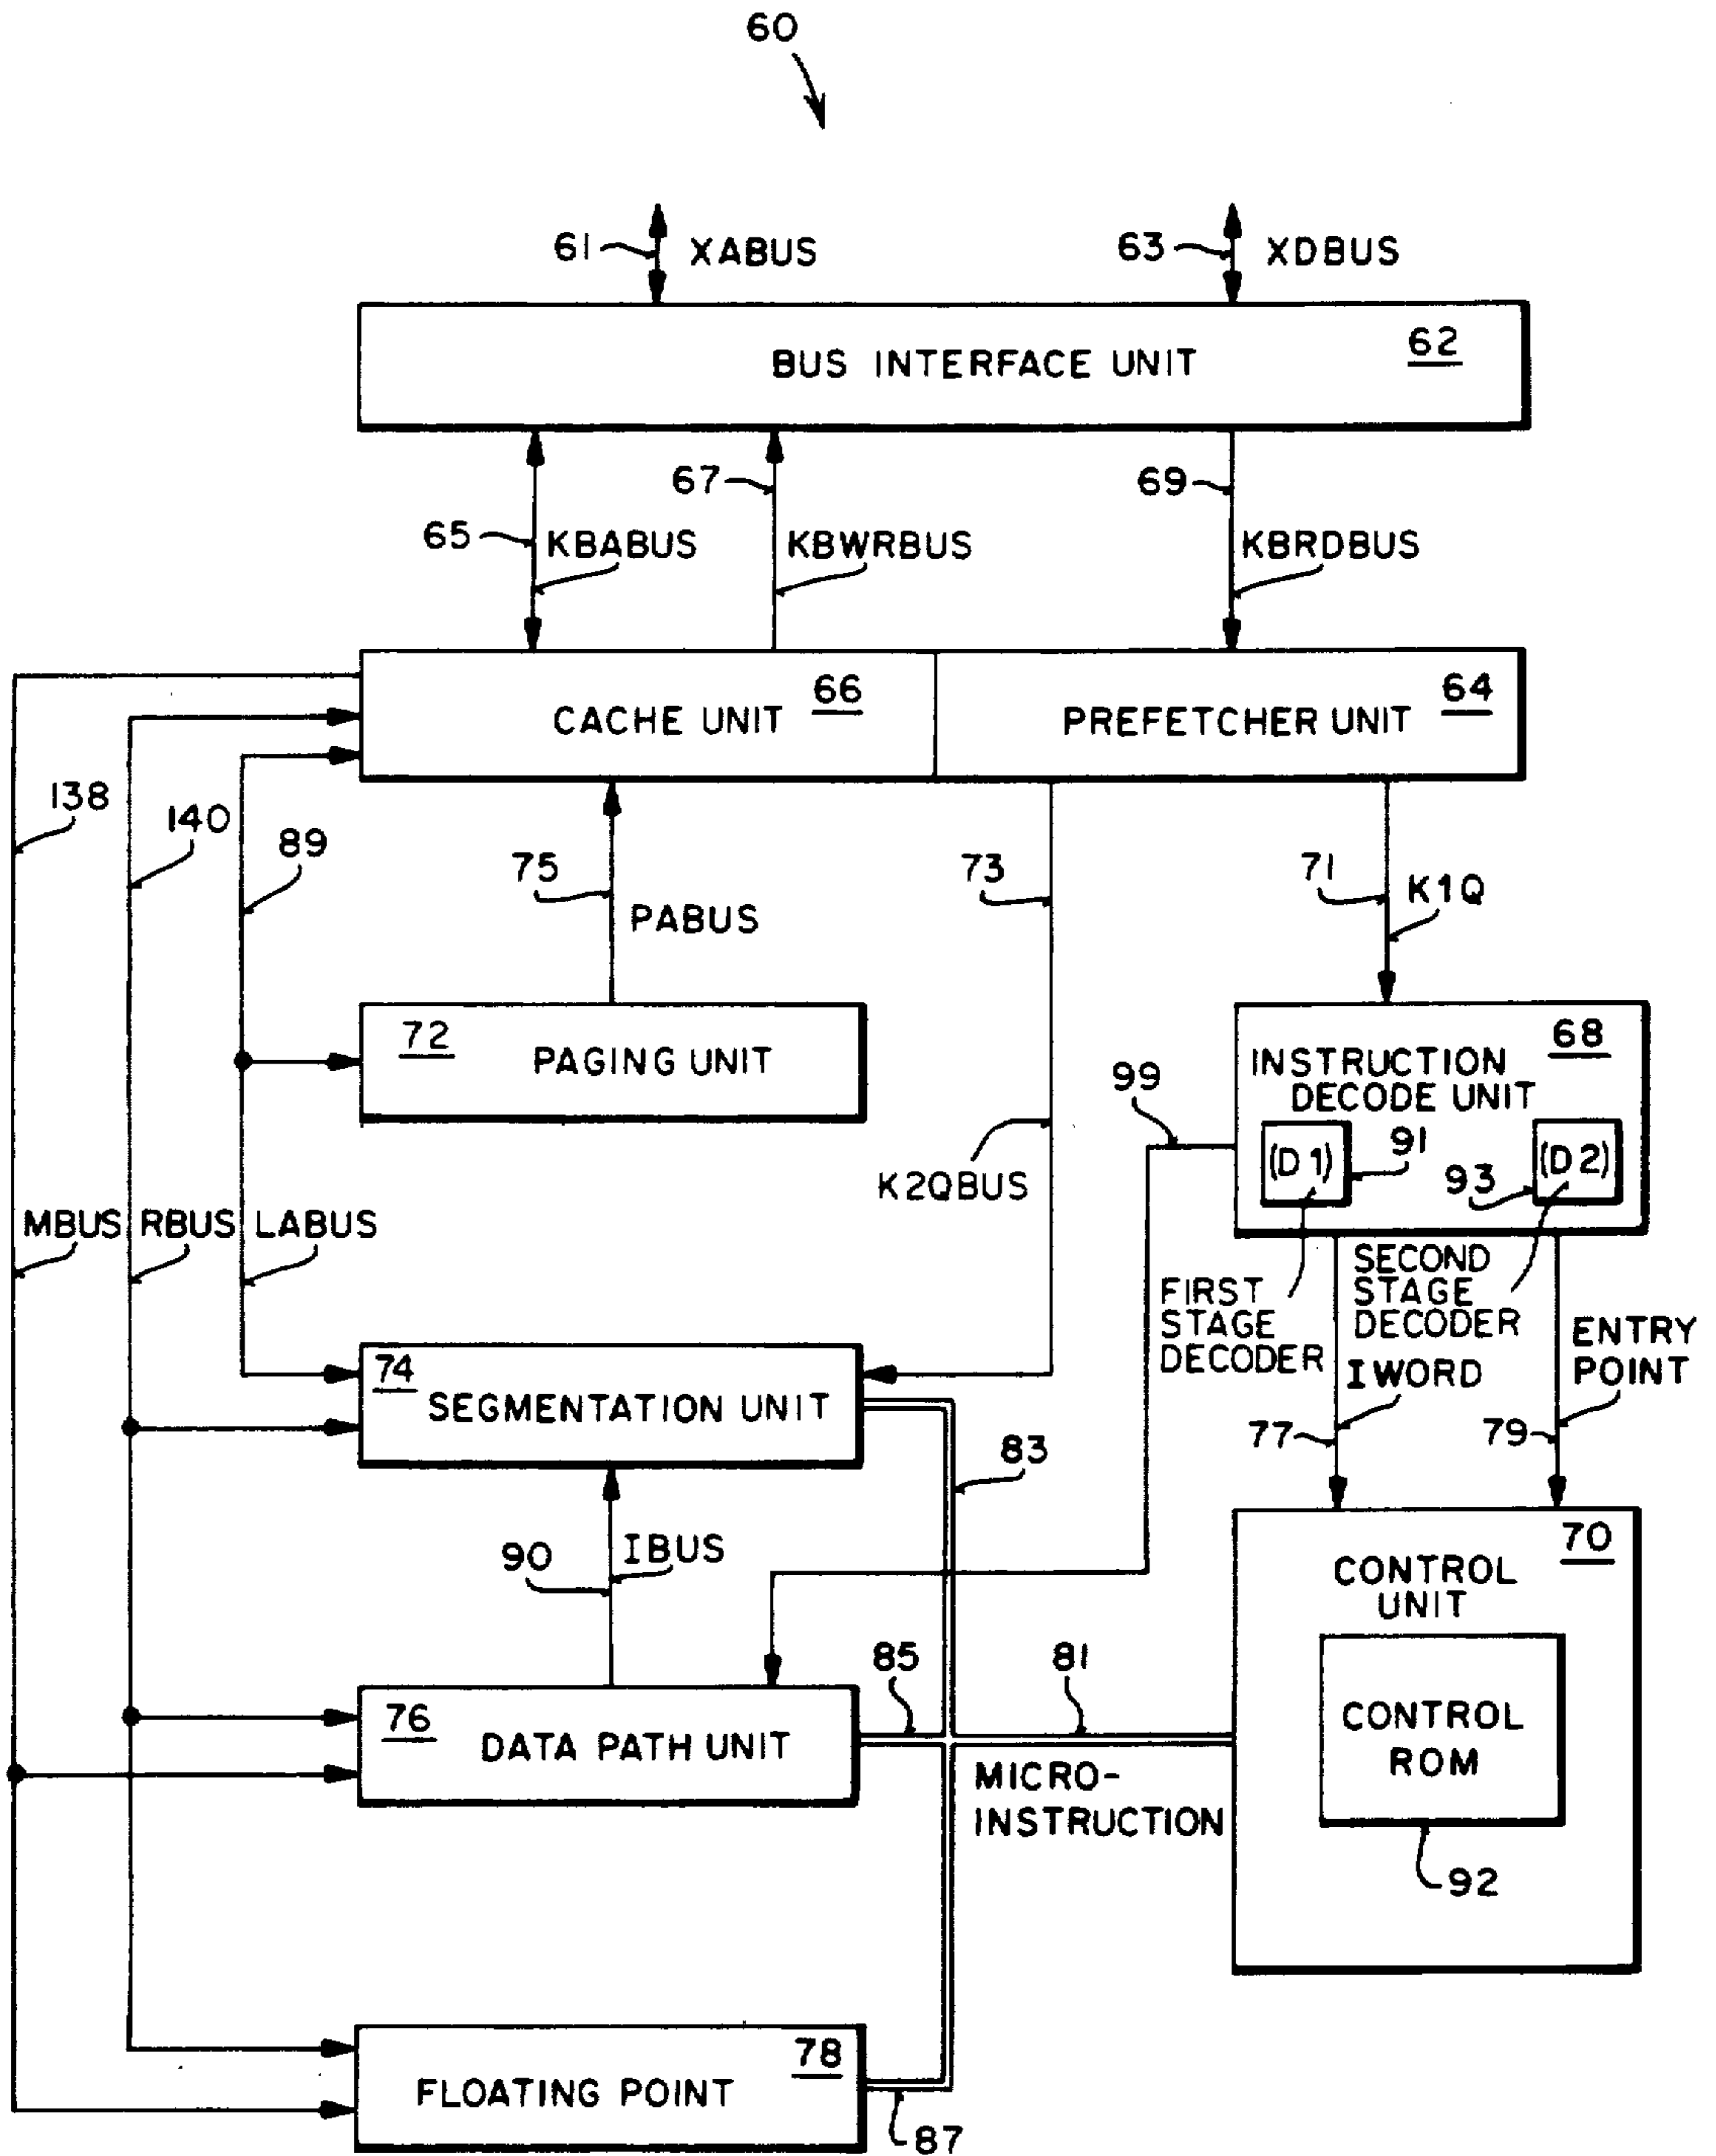 60
61 XABUS
63 XDBUS
62
BUS INTERFACE UNIT
67
69
65
KBABUS
KBWRBUS
KBRDBUS
66
CACHE UNIT
64
PREFETCHER UNIT
138
140
89
75
PABUS
73
71
K1Q
72
PAGING UNIT
68
INSTRUCTION
DECODE UNIT
99
(D1)
91
93
(D2)
K2QBUS
MBUS RBUS LABUS
FIRST
STAGE
DECODER
SECOND
STAGE
DECODER
IWORD
ENTRY
POINT
74
SEGMENTATION UNIT
77
79
83
90
IBUS
70
CONTROL
UNIT
85
81
76
DATA PATH UNIT
MICRO-
INSTRUCTION
CONTROL
ROM
92
78
FLOATING POINT
87